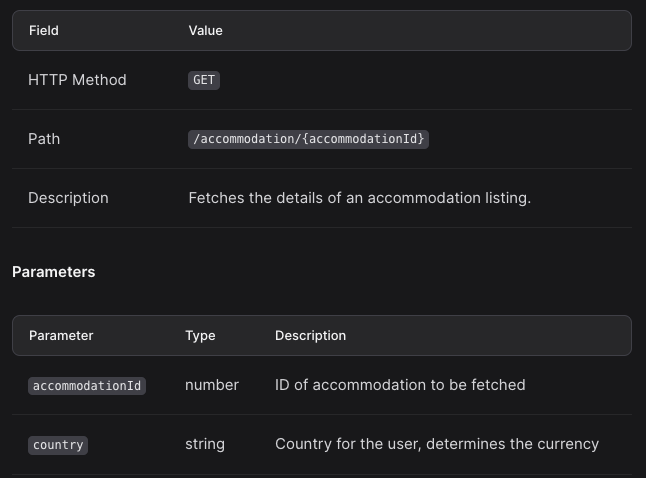 Field Value
HTTP Method GET
Path /accommodation/{accommodationId}
Description Fetches the details of an accommodation listing.
Parameters
Parameter Type Description
accommodationId number ID of accommodation to be fetched
country string Country for the user, determines the currency